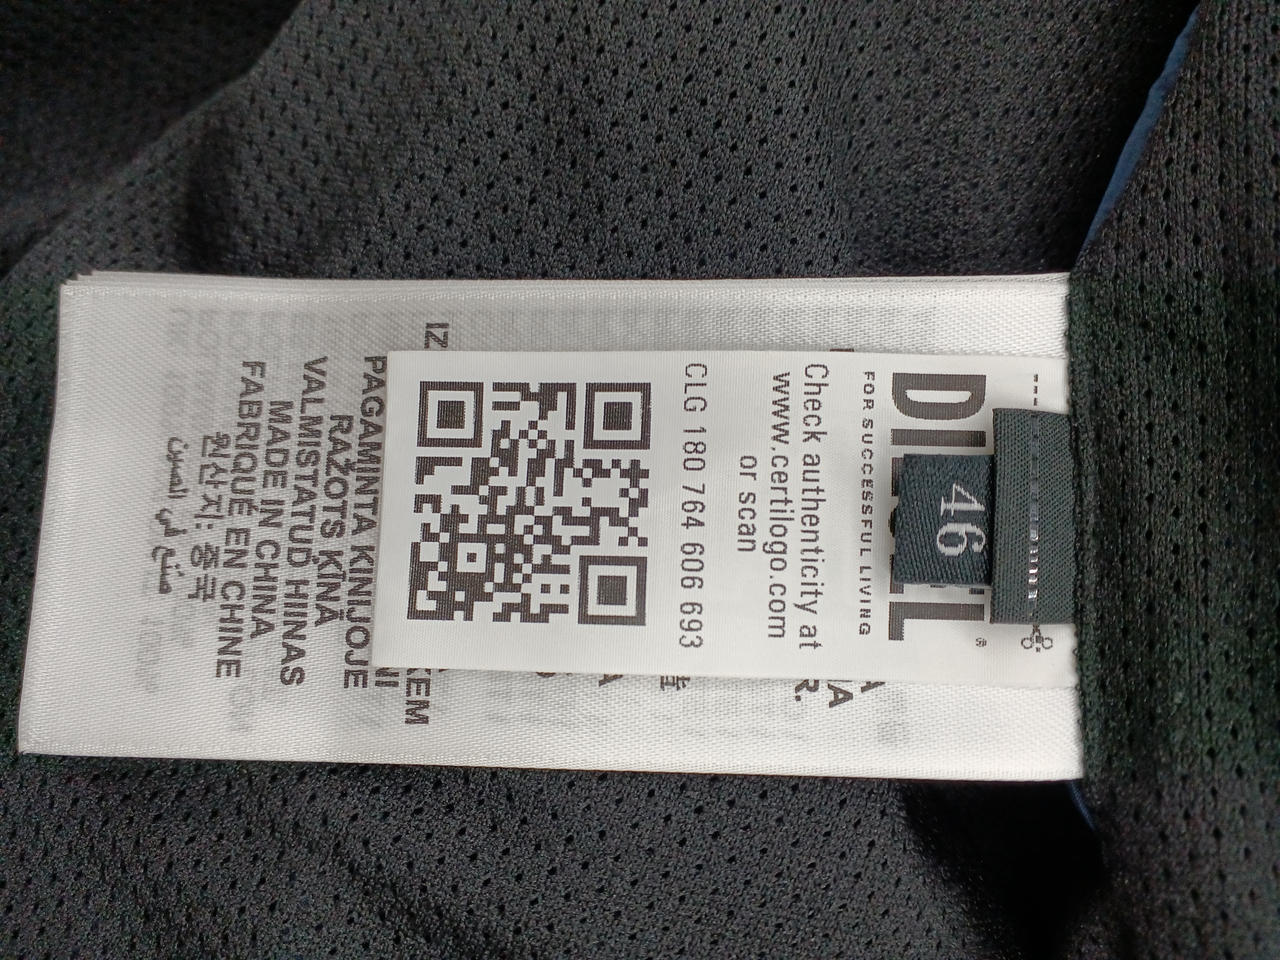 DIESEL
®
FOR SUCCESSFUL LIVING
46
Check authenticity at
www.certilogo.com
or scan
CLG 180 764 606 693
IZ
KEM
PAGAMINTA KINIJOJE
RAŽOTS ĶĪNĀ
VALMISTATUD HIINAS
MADE IN CHINA
FABRIQUÉ EN CHINE
원산지: 중국
صنع في الصين